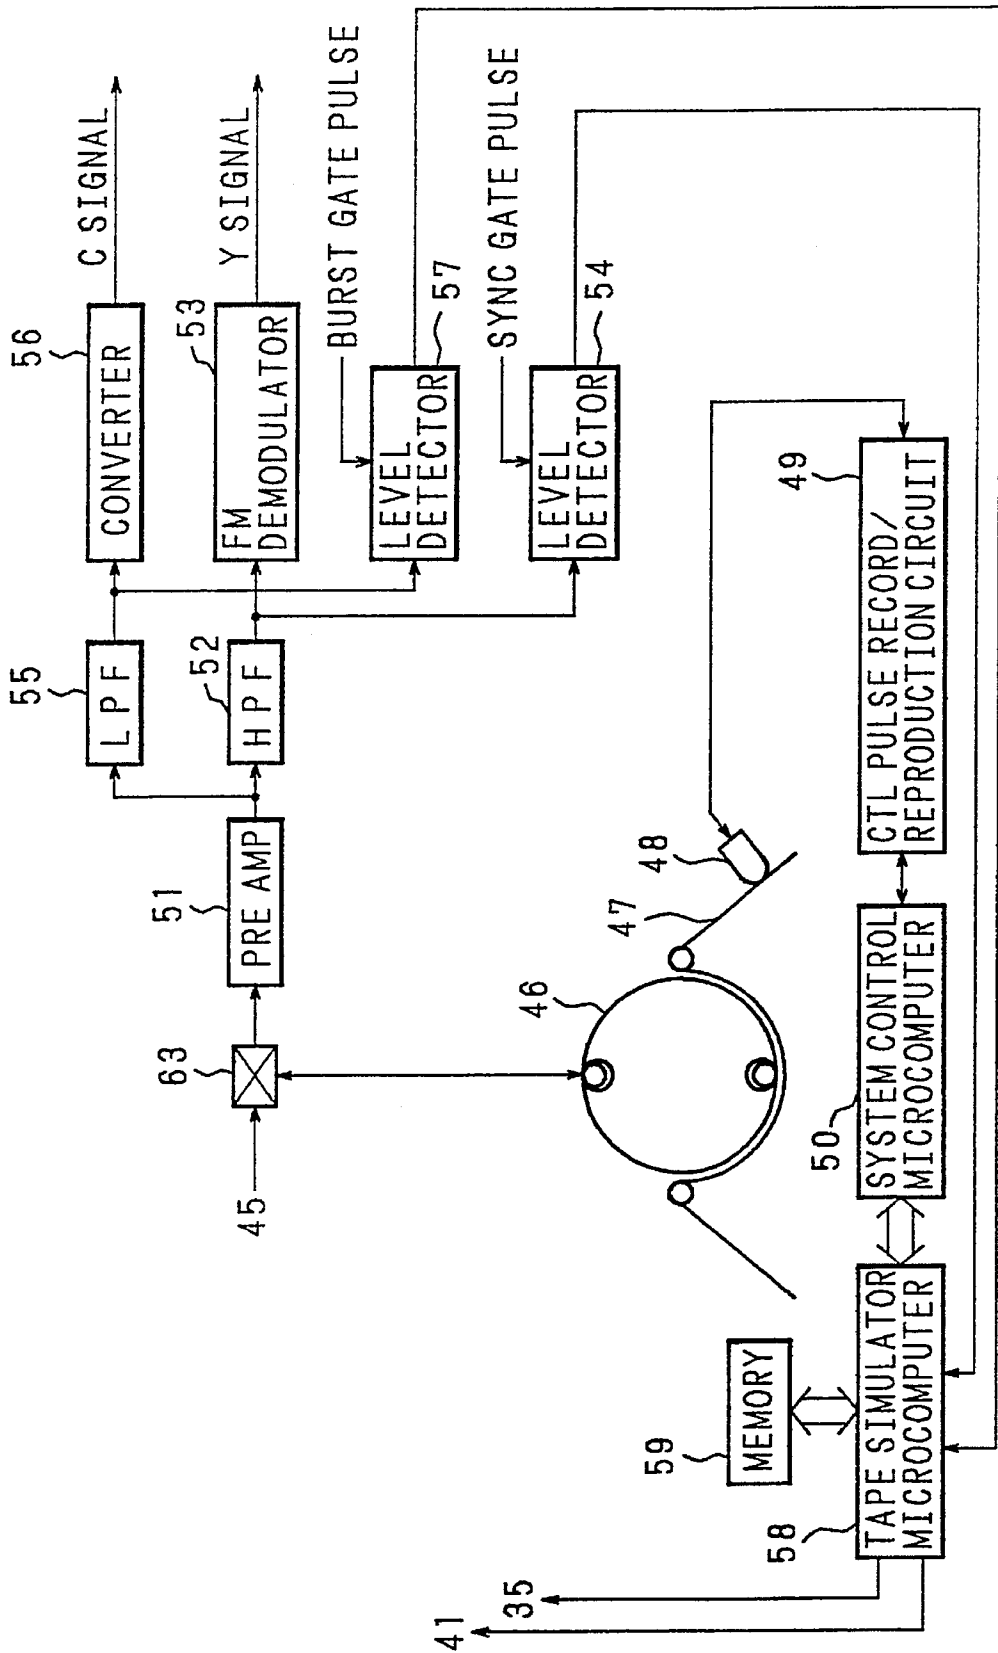 C SIGNAL
Y SIGNAL
56
CONVERTER
53
FM
DEMODULATOR
BURST GATE PULSE
57
LEVEL
DETECTOR
SYNC GATE PULSE
54
LEVEL
DETECTOR
55
LPF
52
HPF
51
PRE AMP
63
45
46
47
48
49
CTL PULSE RECORD/
REPRODUCTION CIRCUIT
50
SYSTEM CONTROL
MICROCOMPUTER
59
MEMORY
58
TAPE SIMULATOR
MICROCOMPUTER
35
41